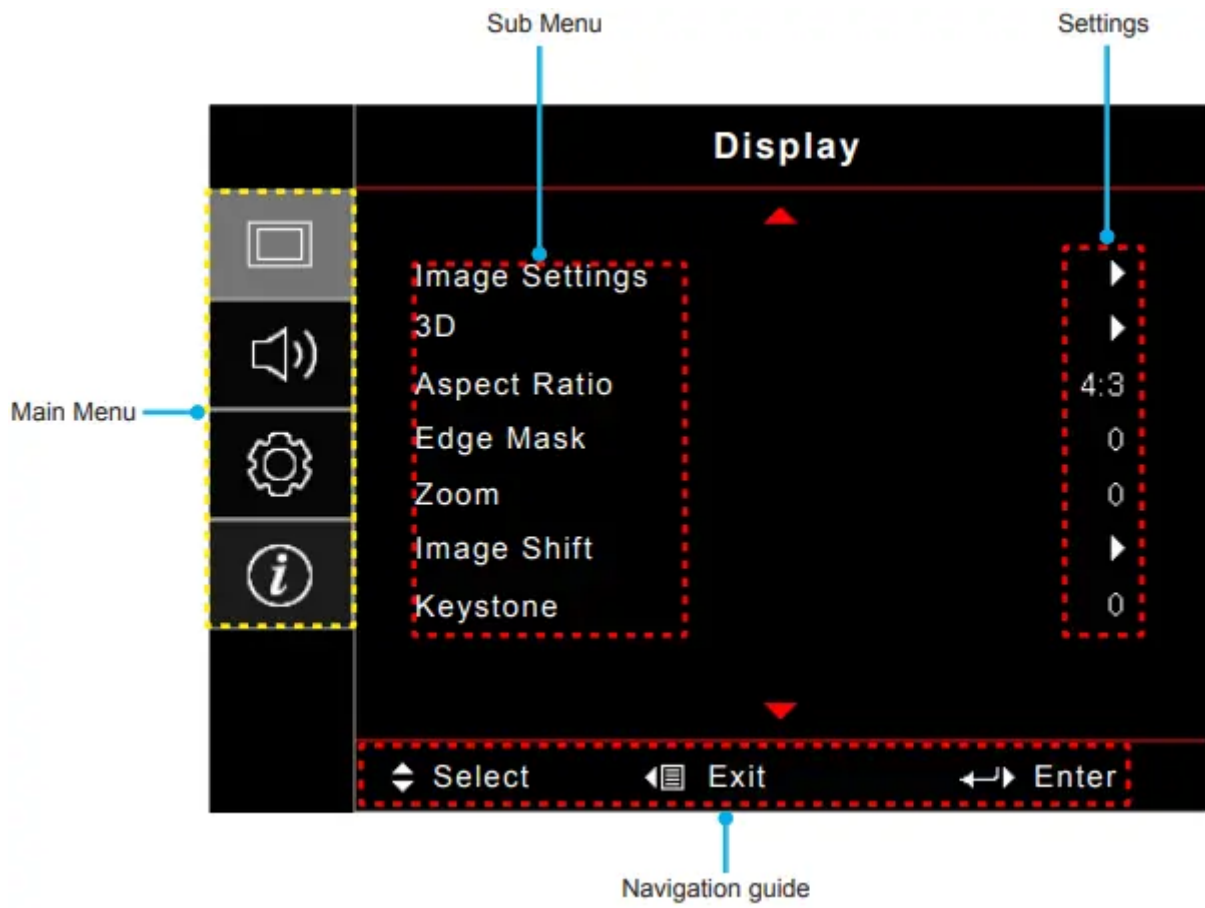 Sub Menu Settings
Display
Image Settings
3D
Aspect Ratio 4:3
Main Menu
Edge Mask 0
Zoom 0
Image Shift
Keystone 0
Select Exit Enter
Navigation guide